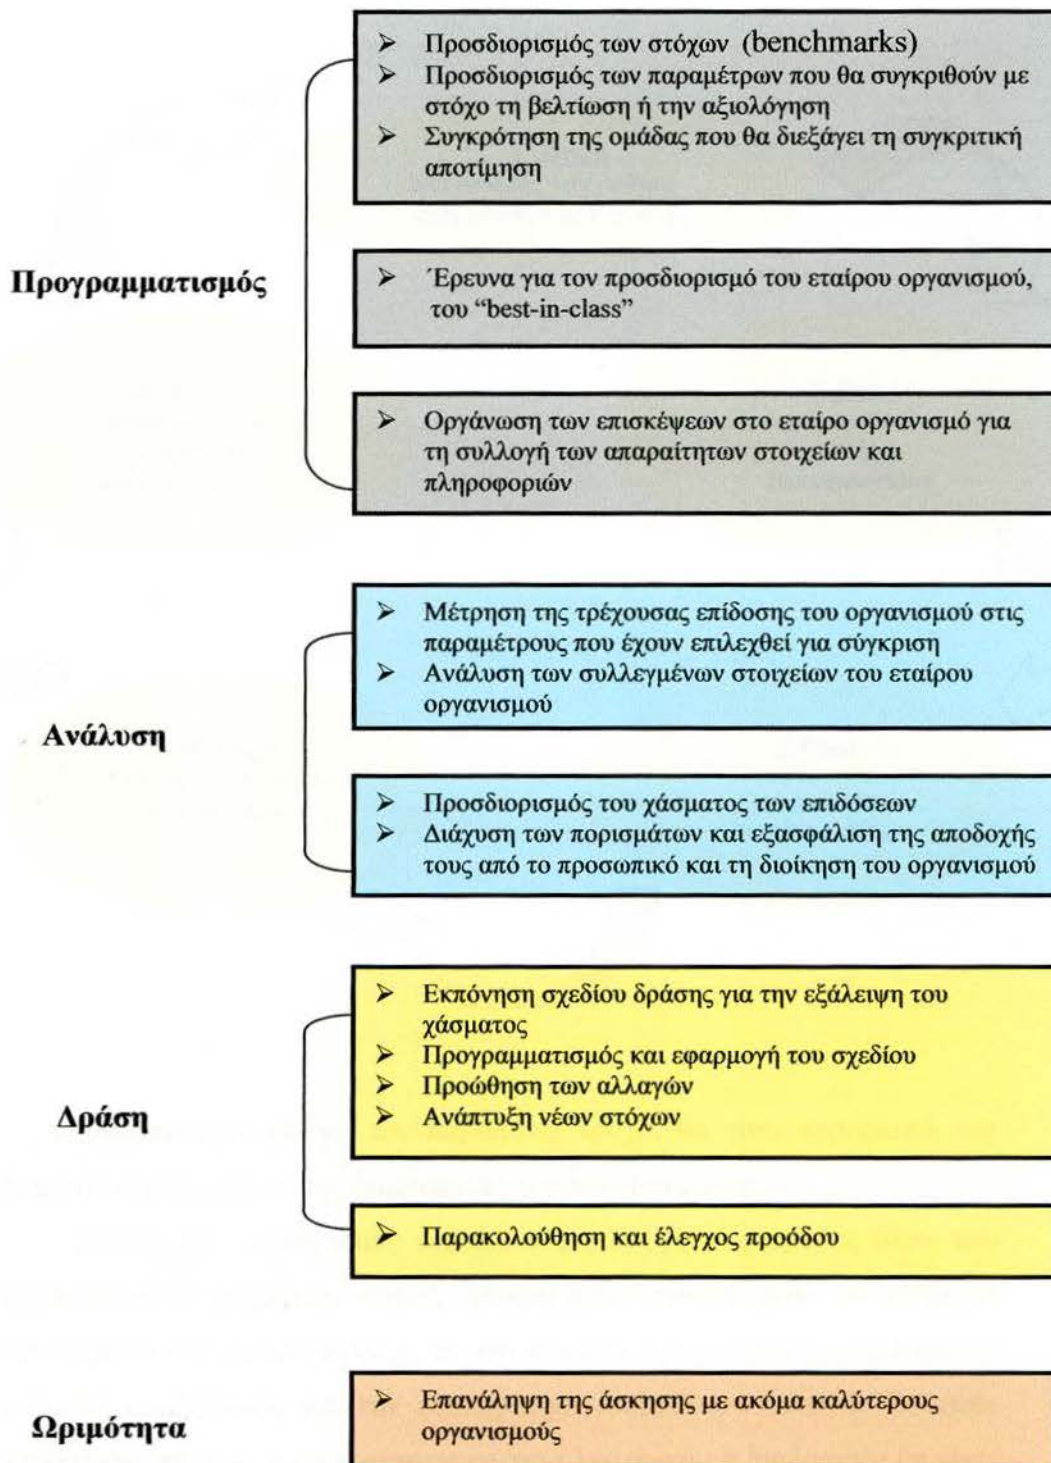 ➢ Προσδιορισμός των στόχων (benchmarks)
➢ Προσδιορισμός των παραμέτρων που θα συγκριθούν με
στόχο τη βελτίωση ή την αξιολόγηση
➢ Συγκρότηση της ομάδας που θα διεξάγει τη συγκριτική
αποτίμηση
Προγραμματισμός
➢ Έρευνα για τον προσδιορισμό του εταίρου οργανισμού,
του “best-in-class”
➢ Οργάνωση των επισκέψεων στο εταίρο οργανισμό για
τη συλλογή των απαραίτητων στοιχείων και
πληροφοριών
Ανάλυση
➢ Μέτρηση της τρέχουσας επίδοσης του οργανισμού στις
παραμέτρους που έχουν επιλεχθεί για σύγκριση
➢ Ανάλυση των συλλεγμένων στοιχείων του εταίρου
οργανισμού
➢ Προσδιορισμός του χάσματος των επιδόσεων
➢ Διάχυση των πορισμάτων και εξασφάλιση της αποδοχής
τους από το προσωπικό και τη διοίκηση του οργανισμού
Δράση
➢ Εκπόνηση σχεδίου δράσης για την εξάλειψη του
χάσματος
➢ Προγραμματισμός και εφαρμογή του σχεδίου
➢ Προώθηση των αλλαγών
➢ Ανάπτυξη νέων στόχων
➢ Παρακολούθηση και έλεγχος προόδου
Ωριμότητα
➢ Επανάληψη της άσκησης με ακόμα καλύτερους
οργανισμούς